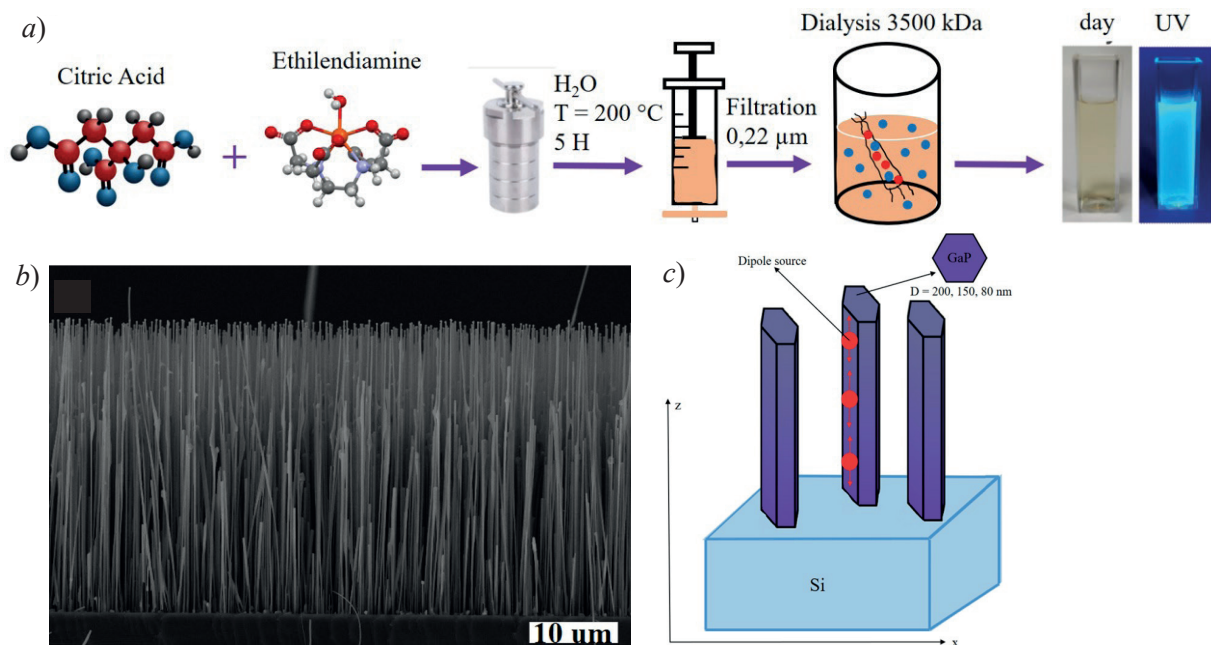 a)
Citric Acid
Ethilendiamine
H₂O
T = 200 °C
5 H
Filtration
0,22 µm
Dialysis 3500 kDa
day
UV
b)
10 um
c)
Dipole source
GaP
D = 200, 150, 80 nm
z
Si
x